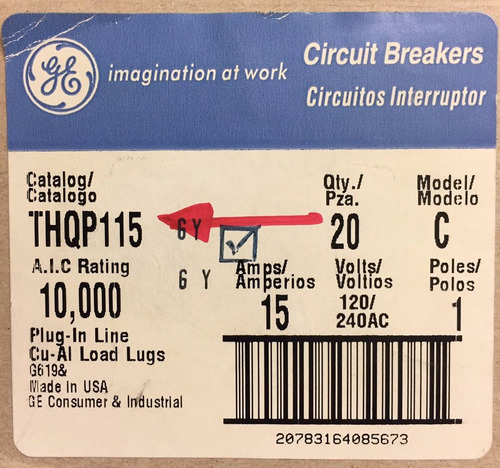 GE imagination at work
Circuit Breakers
Circuitos Interruptor
Catalog/
Catalogo
THQP115
6Y
Qty./
Pza.
20
Model/
Modelo
C
A.I.C Rating
10,000
6 Y
Amps/
Amperios
15
Volts/
Voltios
120/
240AC
Poles/
Polos
1
Plug-In Line
Cu-Al Load Lugs
G619&
Made In USA
GE Consumer & Industrial
20783164085673